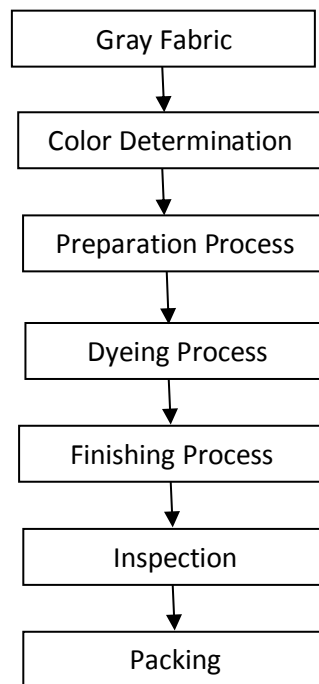 Gray Fabric
Color Determination
Preparation Process
Dyeing Process
Finishing Process
Inspection
Packing